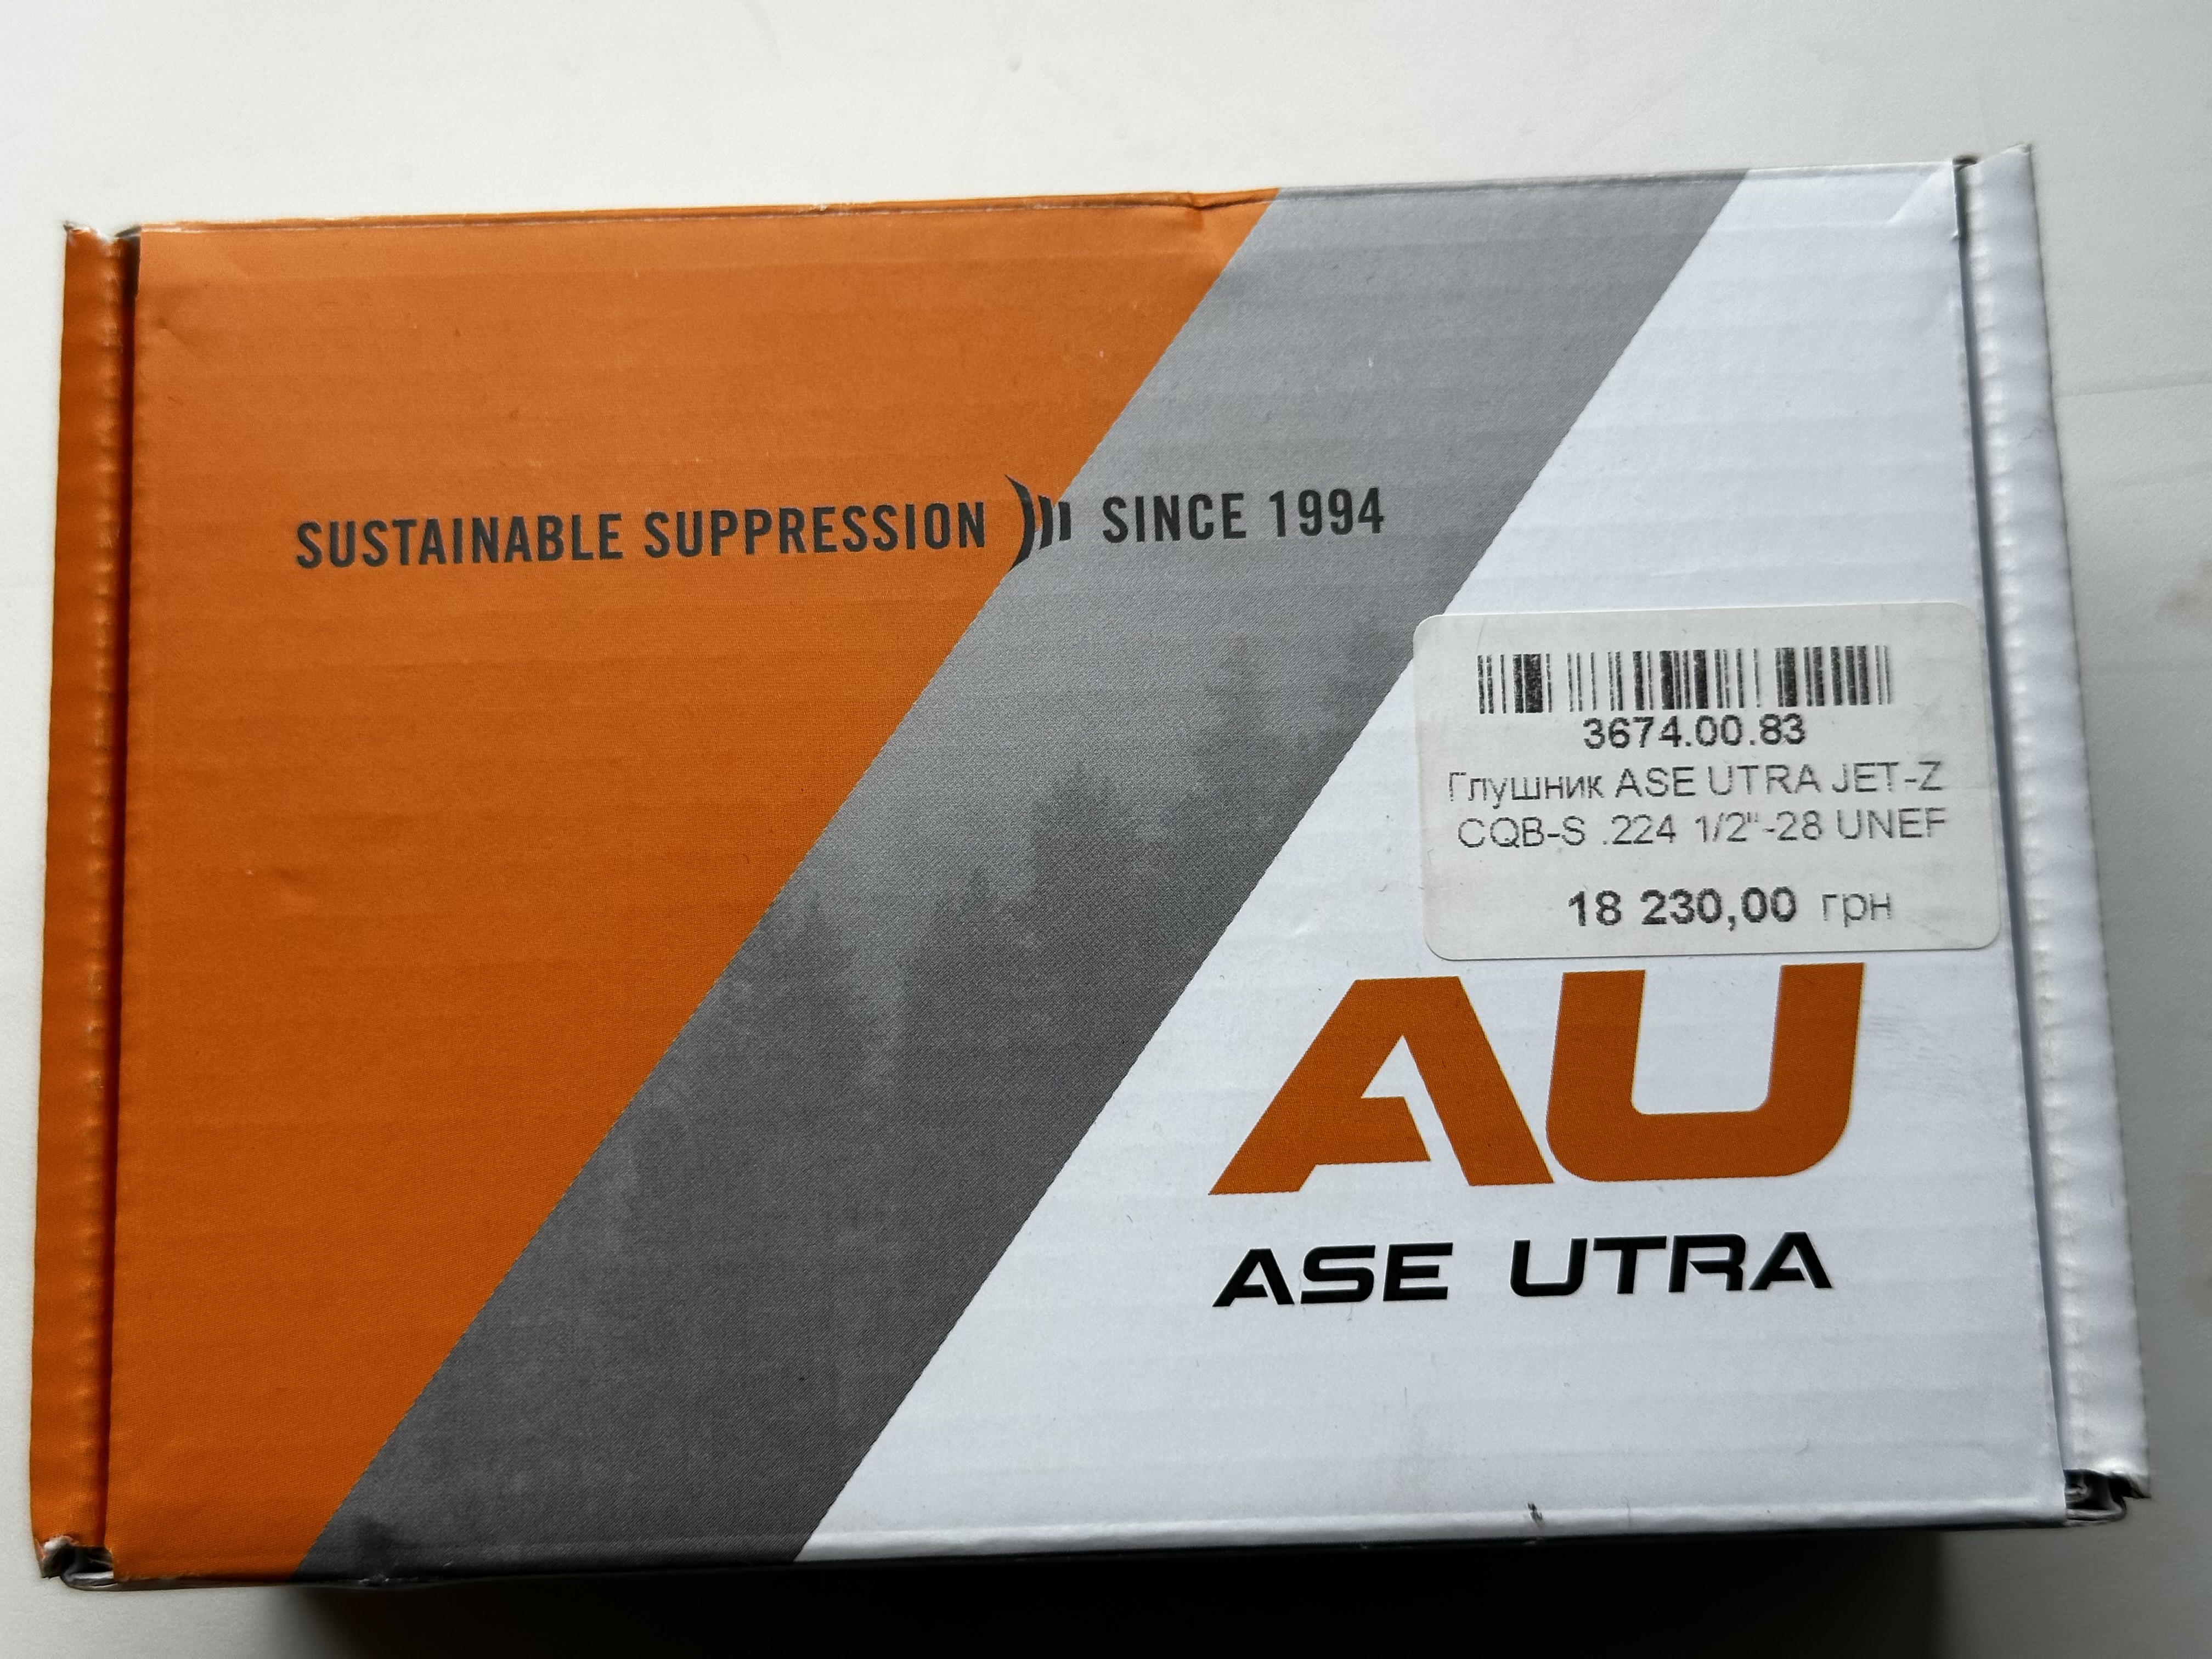 SUSTAINABLE SUPPRESSION SINCE 1994
3674.00.83
Глушник ASE UTRA JET-Z
CQB-S .224 1/2"-28 UNEF
18 230,00 грн
AU
ASE UTRA